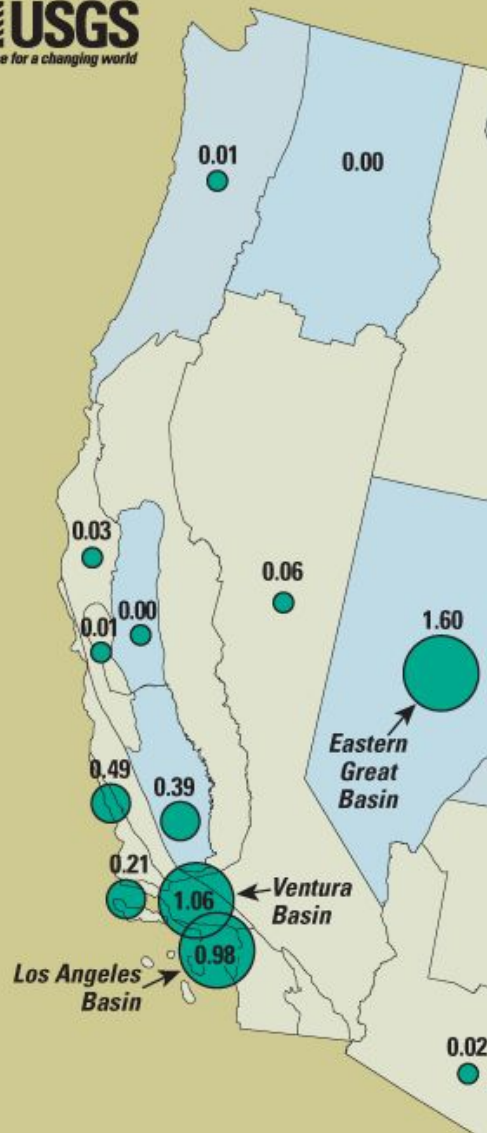 USGS
e for a changing world
0.01
0.00
0.03
0.00
0.01
0.06
1.60
Eastern
Great
Basin
0.49
0.39
0.21
1.06
Ventura
Basin
0.98
Los Angeles
Basin
0.02